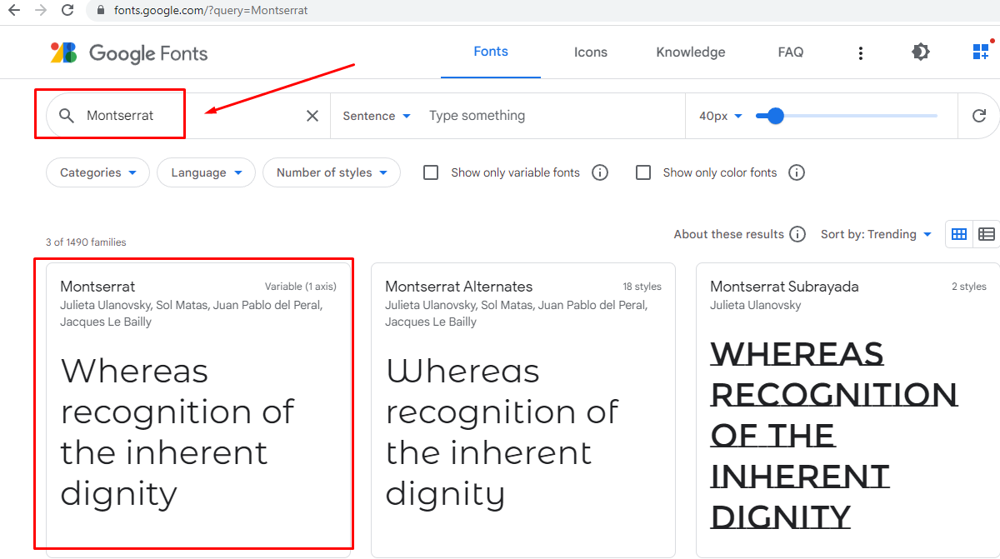 fonts.google.com/?query=Montserrat
Google Fonts
Fonts
Icons
Knowledge
FAQ
Montserrat
Sentence
Type something
40px
Categories
Language
Number of styles
Show only variable fonts
Show only color fonts
3 of 1490 families
About these results
Sort by: Trending
Montserrat
Variable (1 axis)
Julieta Ulanovsky, Sol Matas, Juan Pablo del Peral,
Jacques Le Bailly
Whereas
recognition of
the inherent
dignity
Montserrat Alternates
18 styles
Julieta Ulanovsky, Sol Matas, Juan Pablo del Peral,
Jacques Le Bailly
Whereas
recognition of
the inherent
dignity
Montserrat Subrayada
2 styles
Julieta Ulanovsky
WHEREAS
RECOGNITION
OF THE
INHERENT
DIGNITY